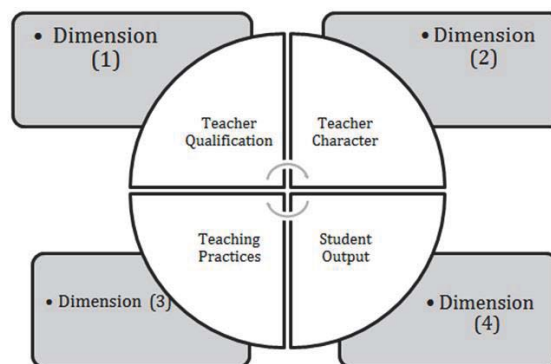 • Dimension
(1)
• Dimension
(2)
Teacher
Qualification
Teacher
Character
Teaching
Practices
Student
Output
• Dimension (3)
• Dimension
(4)